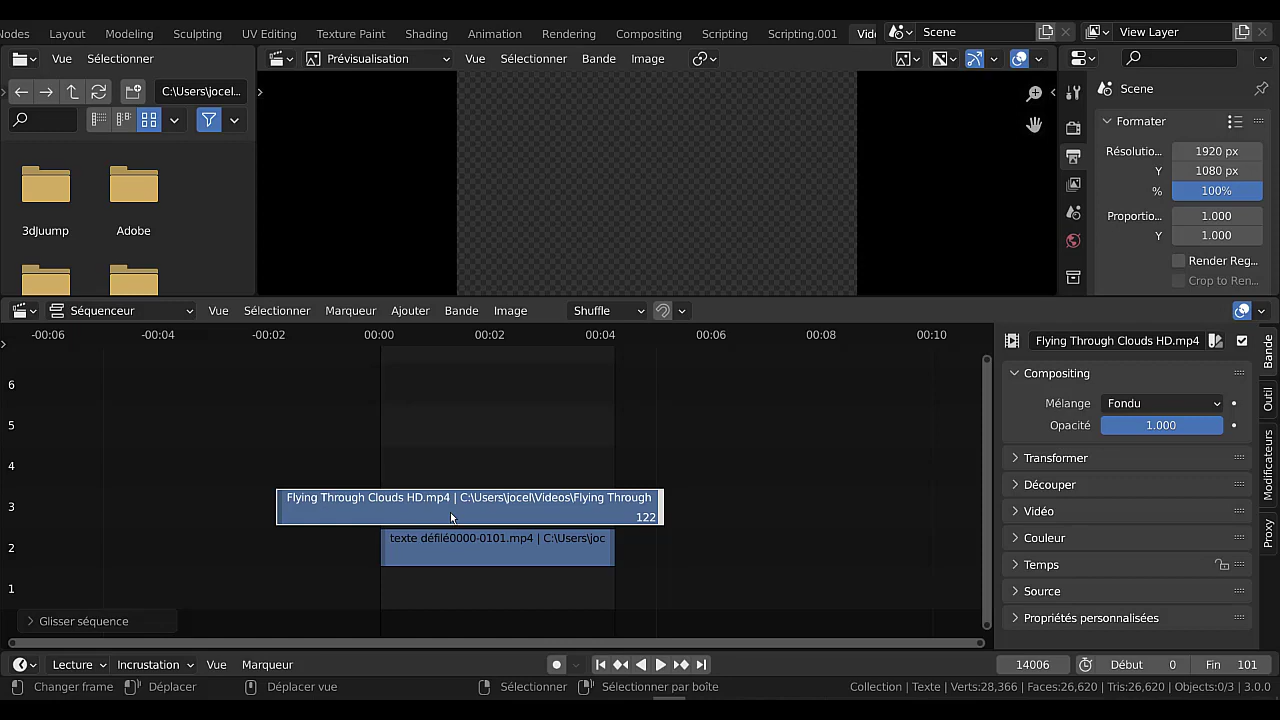 Nodes Layout Modeling Sculpting UV Editing Texture Paint Shading Animation Rendering Compositing Scripting Scripting.001 Vidé Scene View Layer
Vue Sélectionner Prévisualisation Vue Sélectionner Bande Image
C:\Users\jocel... Scene
Formater
Résolutio... 1920 px
Y 1080 px
% 100%
Proportio... 1.000
Y 1.000
Render Reg...
Crop to Ren...
3dJuump Adobe
Séquenceur Vue Sélectionner Marqueur Ajouter Bande Image Shuffle
-00:06 -00:04 -00:02 00:00 00:02 00:04 00:06 00:08 00:10
6
5
4
3
2
1
Flying Through Clouds HD.mp4 | C:\Users\jocel\Videos\Flying Through
122
texte défilé0000-0101.mp4 | C:\Users\joc
Glisser séquence
Flying Through Clouds HD.mp4
Compositing
Mélange Fondu
Opacité 1.000
Transformer
Découper
Vidéo
Couleur
Temps
Source
Propriétés personnalisées
Bande
Outil
Modificateurs
Proxy
Lecture Incrustation Vue Marqueur 14006 Début 0 Fin 101
Changer frame Déplacer Déplacer vue Sélectionner Sélectionner par boîte Collection | Texte | Verts:28,366 | Faces:26,620 | Tris:26,620 | Objects:0/3 | 3.0.0